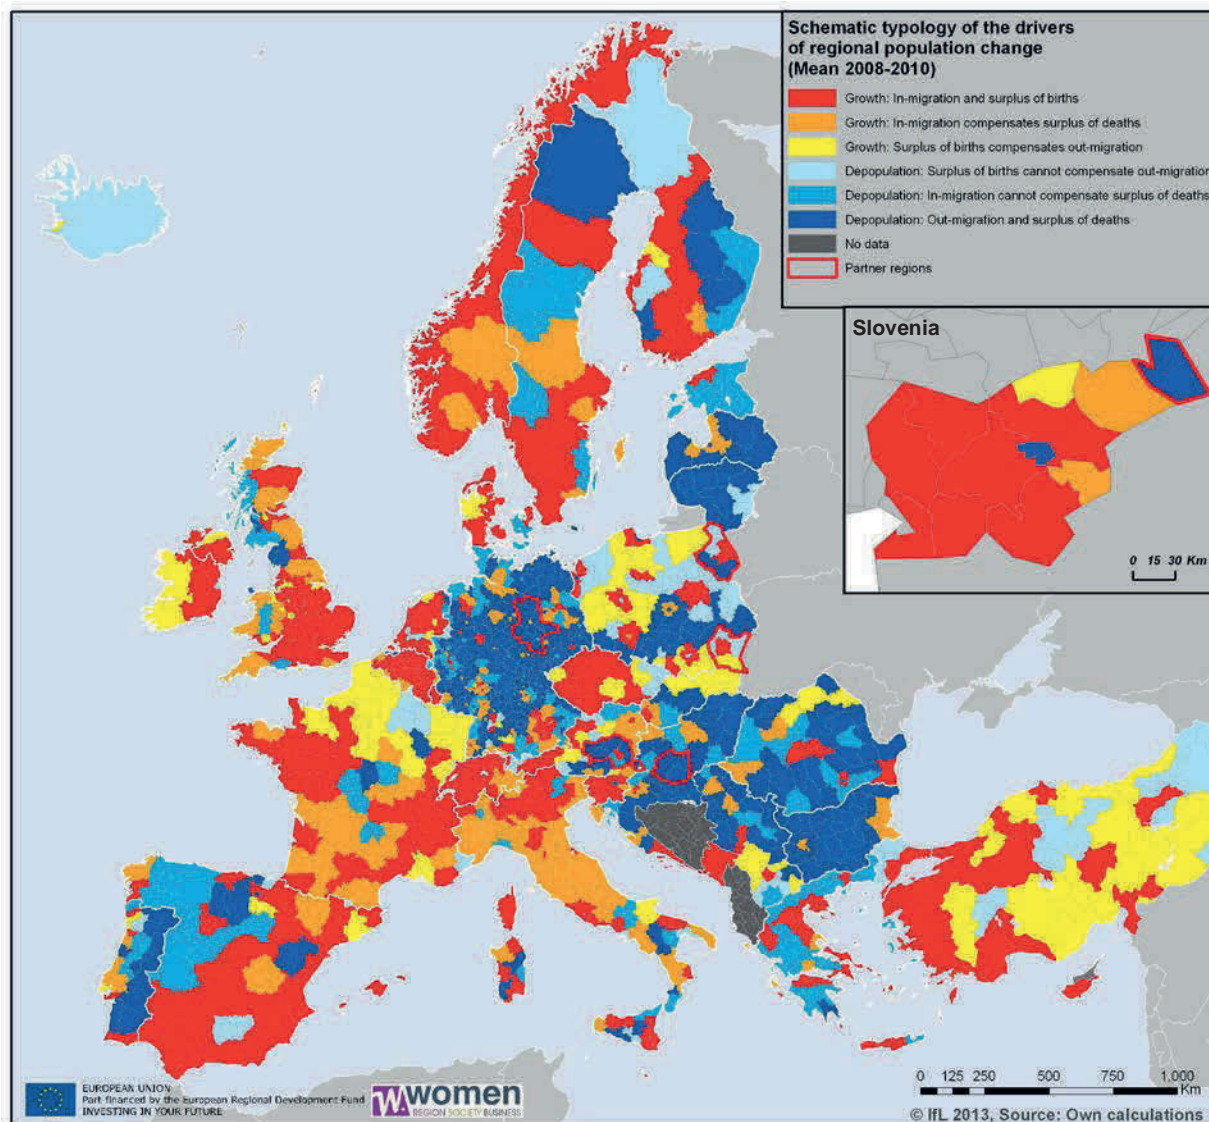 Schematic typology of the drivers
of regional population change
(Mean 2008-2010)
Growth: In-migration and surplus of births
Growth: In-migration compensates surplus of deaths
Growth: Surplus of births compensates out-migration
Depopulation: Surplus of births cannot compensate out-migration
Depopulation: In-migration cannot compensate surplus of deaths
Depopulation: Out-migration and surplus of deaths
No data
Partner regions
Slovenia
0 15 30 Km
EUROPEAN UNION
Part financed by the European Regional Development Fund
INVESTING IN YOUR FUTURE
W. women
REGION SOCIETY BUSINESS
0 125 250 500 750 1.000
Km
© IfL 2013, Source: Own calculations